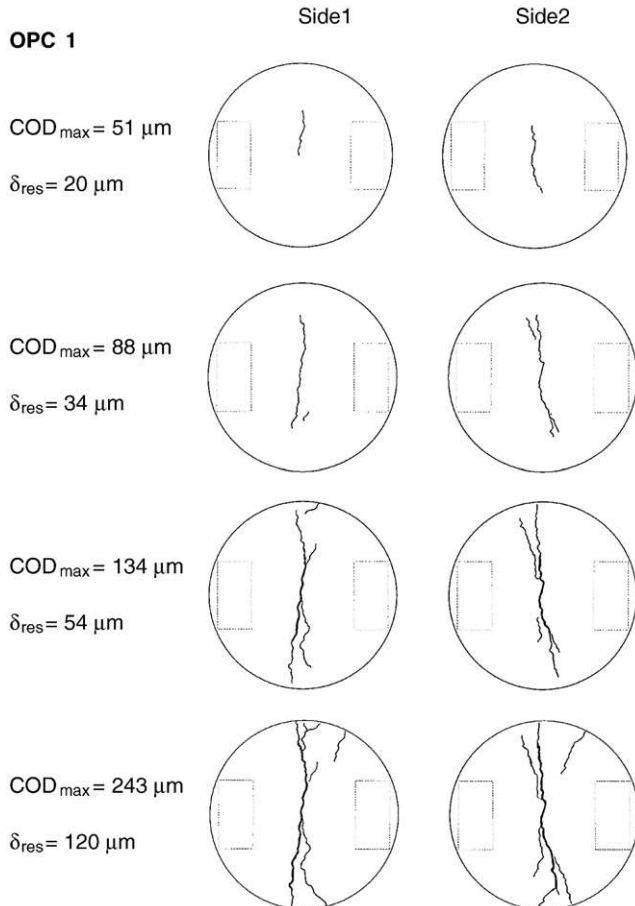 Side1 Side2
OPC 1
COD max = 51 μm
δres = 20 μm
COD max = 88 μm
δres = 34 μm
COD max = 134 μm
δres = 54 μm
COD max = 243 μm
δres = 120 μm